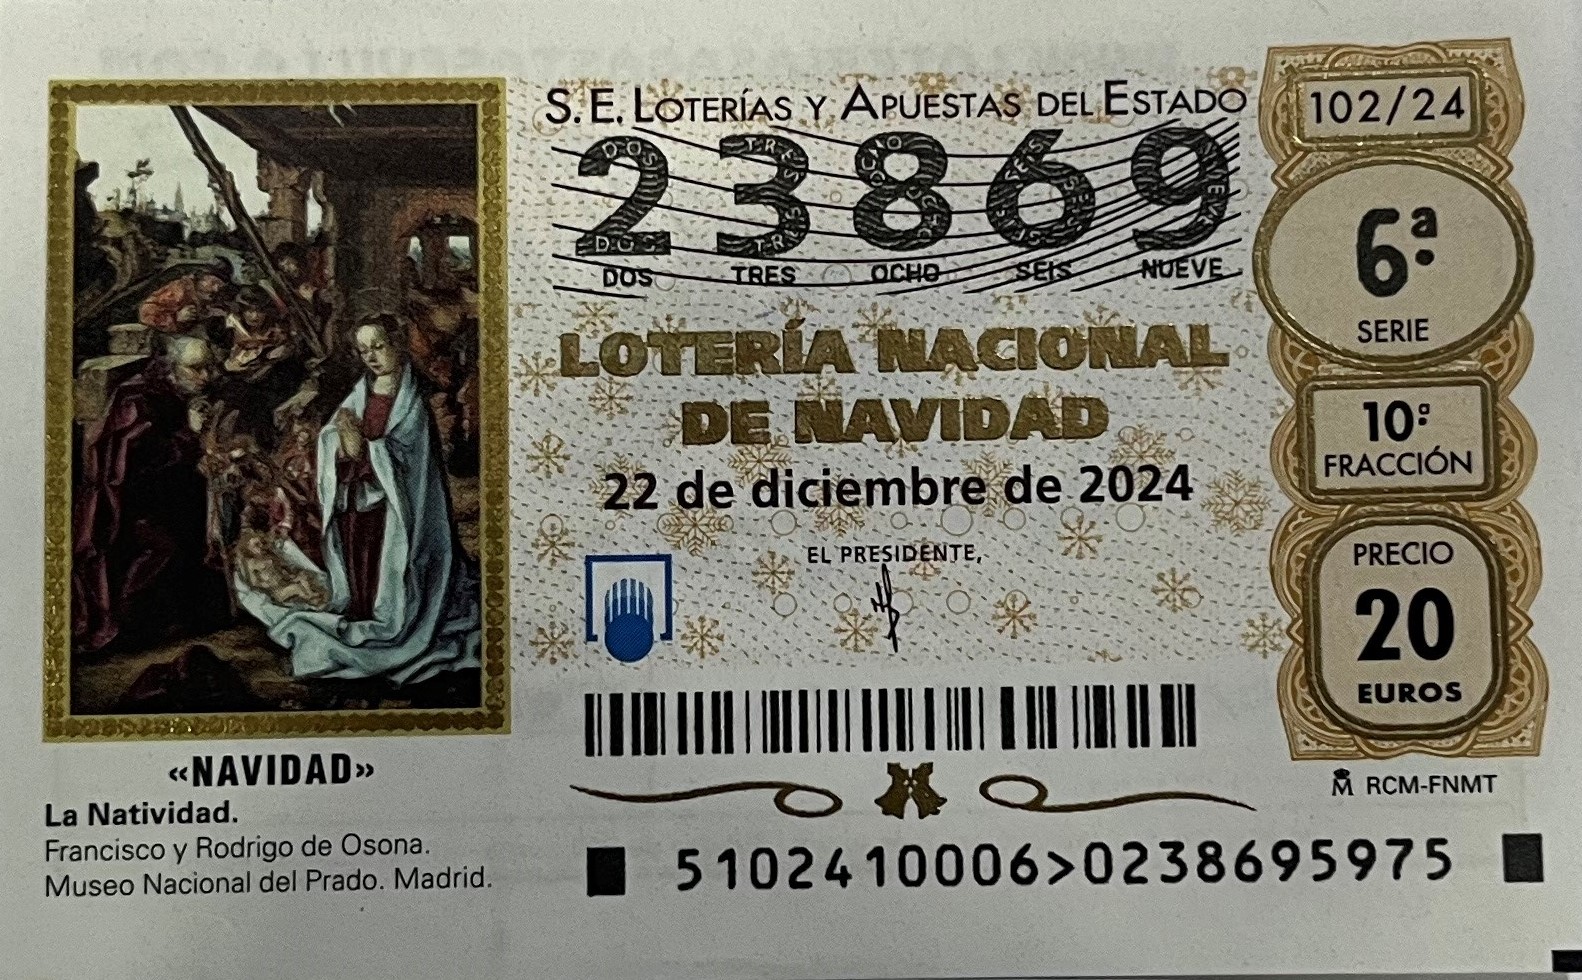 S.E. LOTERÍAS Y APUESTAS DEL ESTADO
23869
DOS TRES OCHO SEIS NUEVE
LOTERÍA NACIONAL
DE NAVIDAD
22 de diciembre de 2024
EL PRESIDENTE,
102/24
6ª
SERIE
10ª
FRACCIÓN
PRECIO
20
EUROS
RCM-FNMT
«NAVIDAD»
La Natividad.
Francisco y Rodrigo de Osona.
Museo Nacional del Prado. Madrid.
5102410006>0238695975